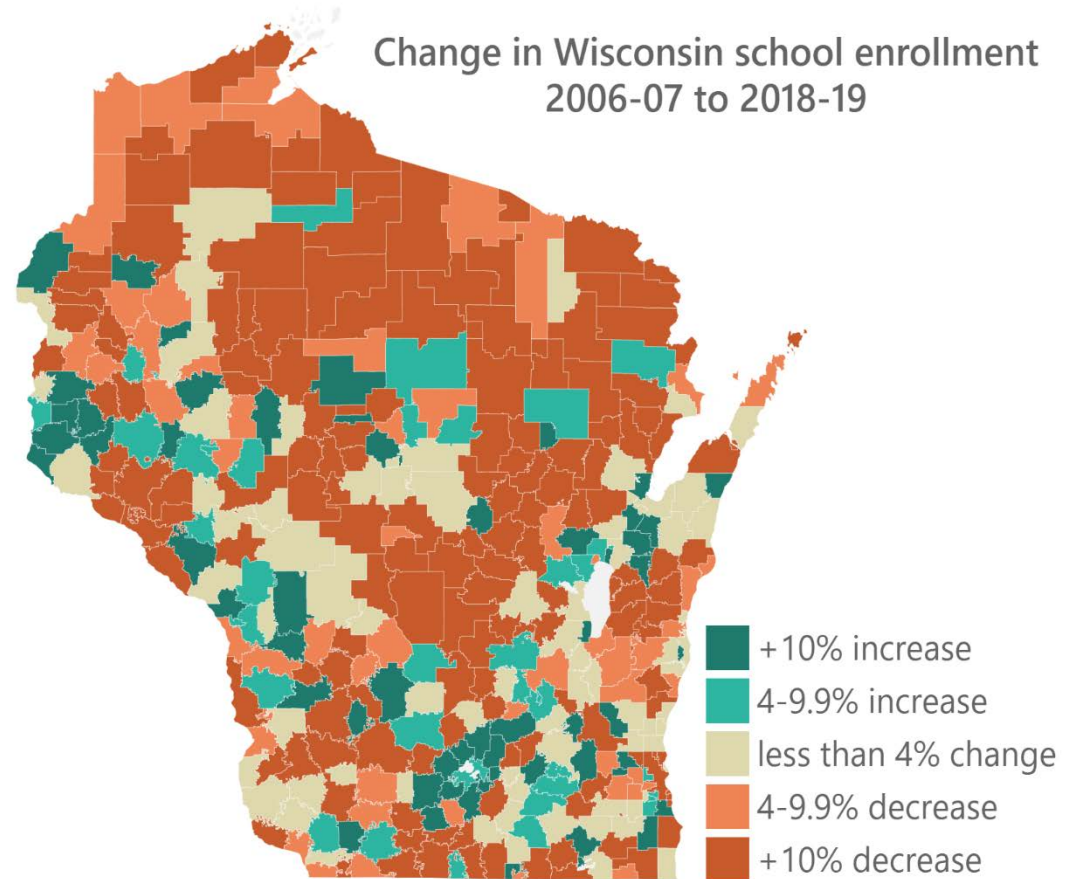 Change in Wisconsin school enrollment
2006-07 to 2018-19
+10% increase
4-9.9% increase
less than 4% change
4-9.9% decrease
+10% decrease